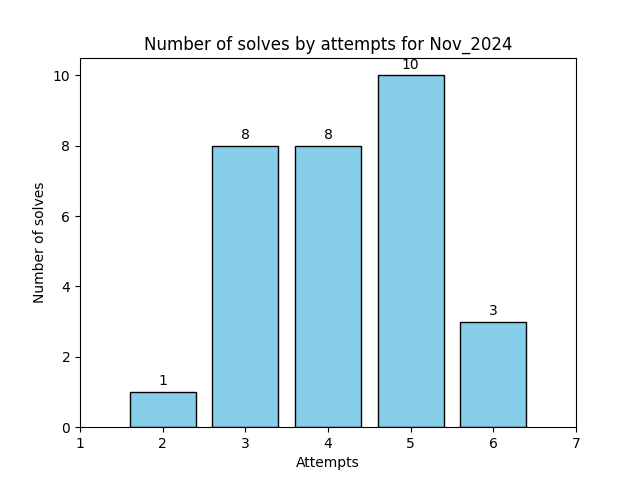 Number of solves by attempts for Nov_2024
Number of solves
10
8
6
4
2
0
1
8
8
10
3
1 2 3 4 5 6 7
Attempts